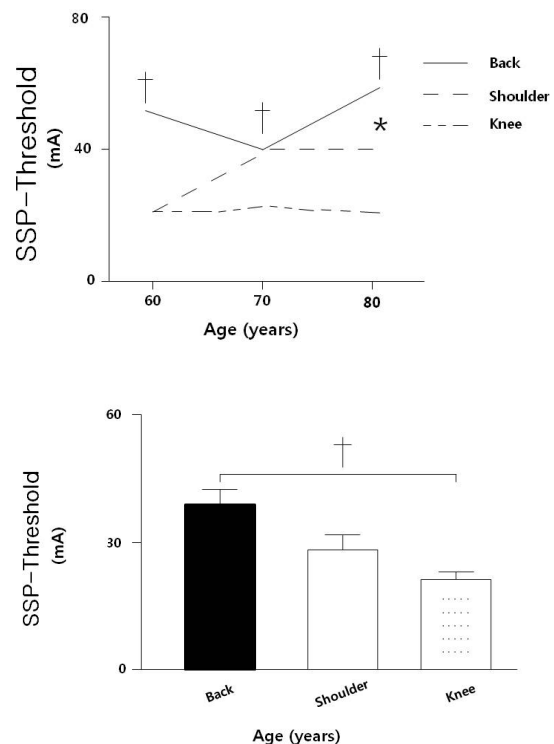 80
40
0
SSP–Threshold
(mA)
†
†
†
*
Back
Shoulder
Knee
60 70 80
Age (years)
60
30
0
SSP–Threshold
(mA)
†
Back Shoulder Knee
Age (years)